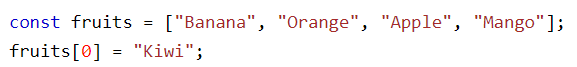 const fruits = ["Banana", "Orange", "Apple", "Mango"];
fruits[0] = "Kiwi";